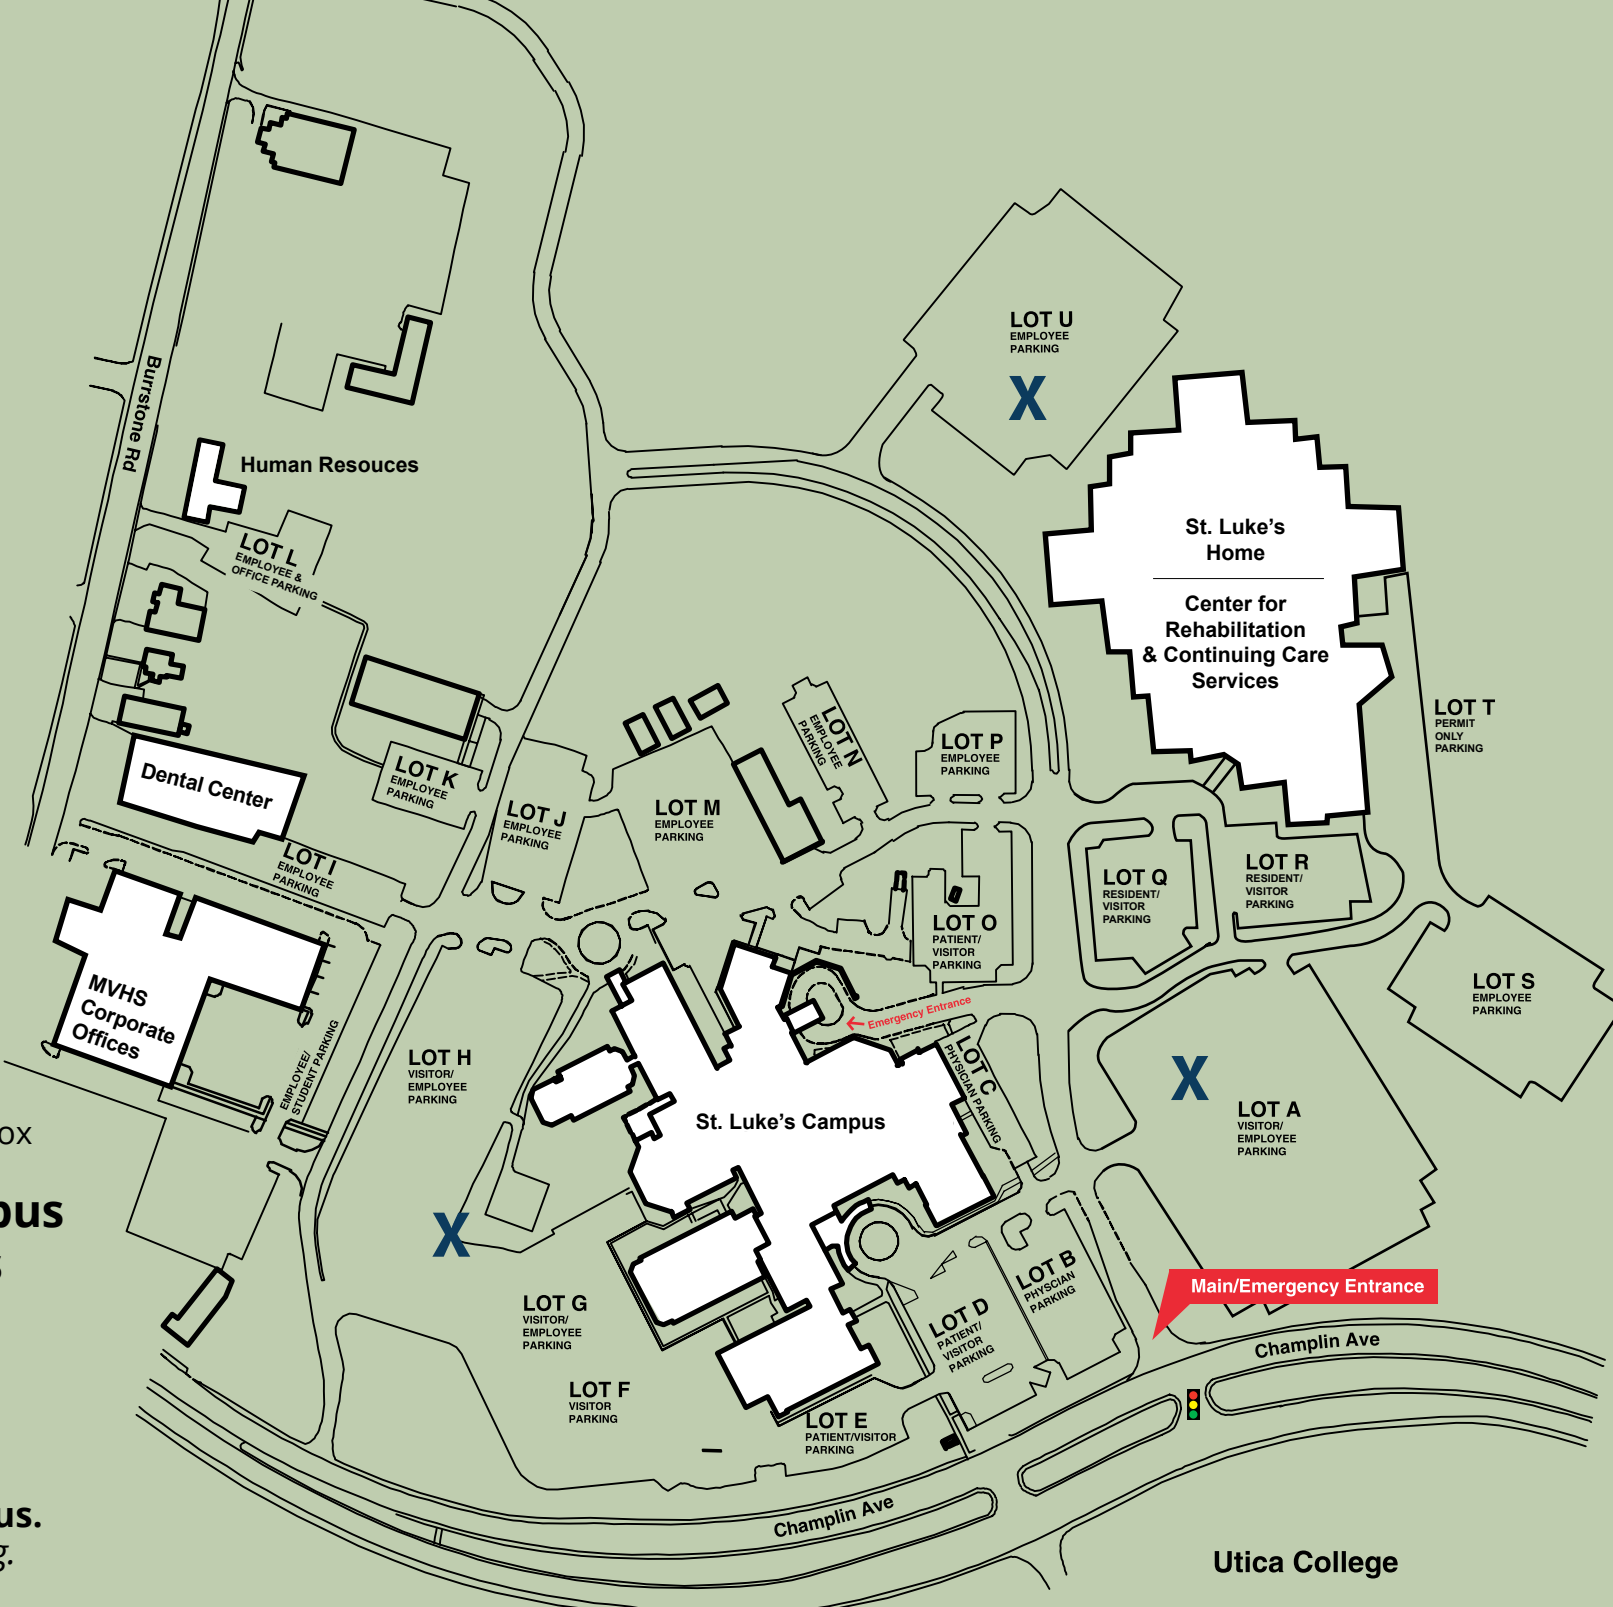 Burrstone Rd
Human Resouces
LOT L
EMPLOYEE &
OFFICE PARKING
LOT U
EMPLOYEE
PARKING
X
St. Luke's
Home
Center for
Rehabilitation
& Continuing Care
Services
LOT T
PERMIT
ONLY
PARKING
Dental Center
LOT K
EMPLOYEE
PARKING
LOT J
EMPLOYEE
PARKING
LOT M
EMPLOYEE
PARKING
LOT N
EMPLOYEE
PARKING
LOT P
EMPLOYEE
PARKING
LOT I
EMPLOYEE
PARKING
LOT Q
RESIDENT/
VISITOR
PARKING
LOT R
RESIDENT/
VISITOR
PARKING
LOT O
PATIENT/
VISITOR
PARKING
LOT S
EMPLOYEE
PARKING
MVHS
Corporate
Offices
EMPLOYEE/
STUDENT PARKING
LOT H
VISITOR/
EMPLOYEE
PARKING
Emergency Entrance
LOT C
PHYSICIAN PARKING
X
LOT A
VISITOR/
EMPLOYEE
PARKING
St. Luke's Campus
ox
pus
s
X
LOT G
VISITOR/
EMPLOYEE
PARKING
LOT F
VISITOR
PARKING
LOT E
PATIENT/VISITOR
PARKING
LOT D
PATIENT/
VISITOR
PARKING
LOT B
PHYSCIAN
PARKING
Main/Emergency Entrance
Champlin Ave
Champlin Ave
us.
g.
Utica College